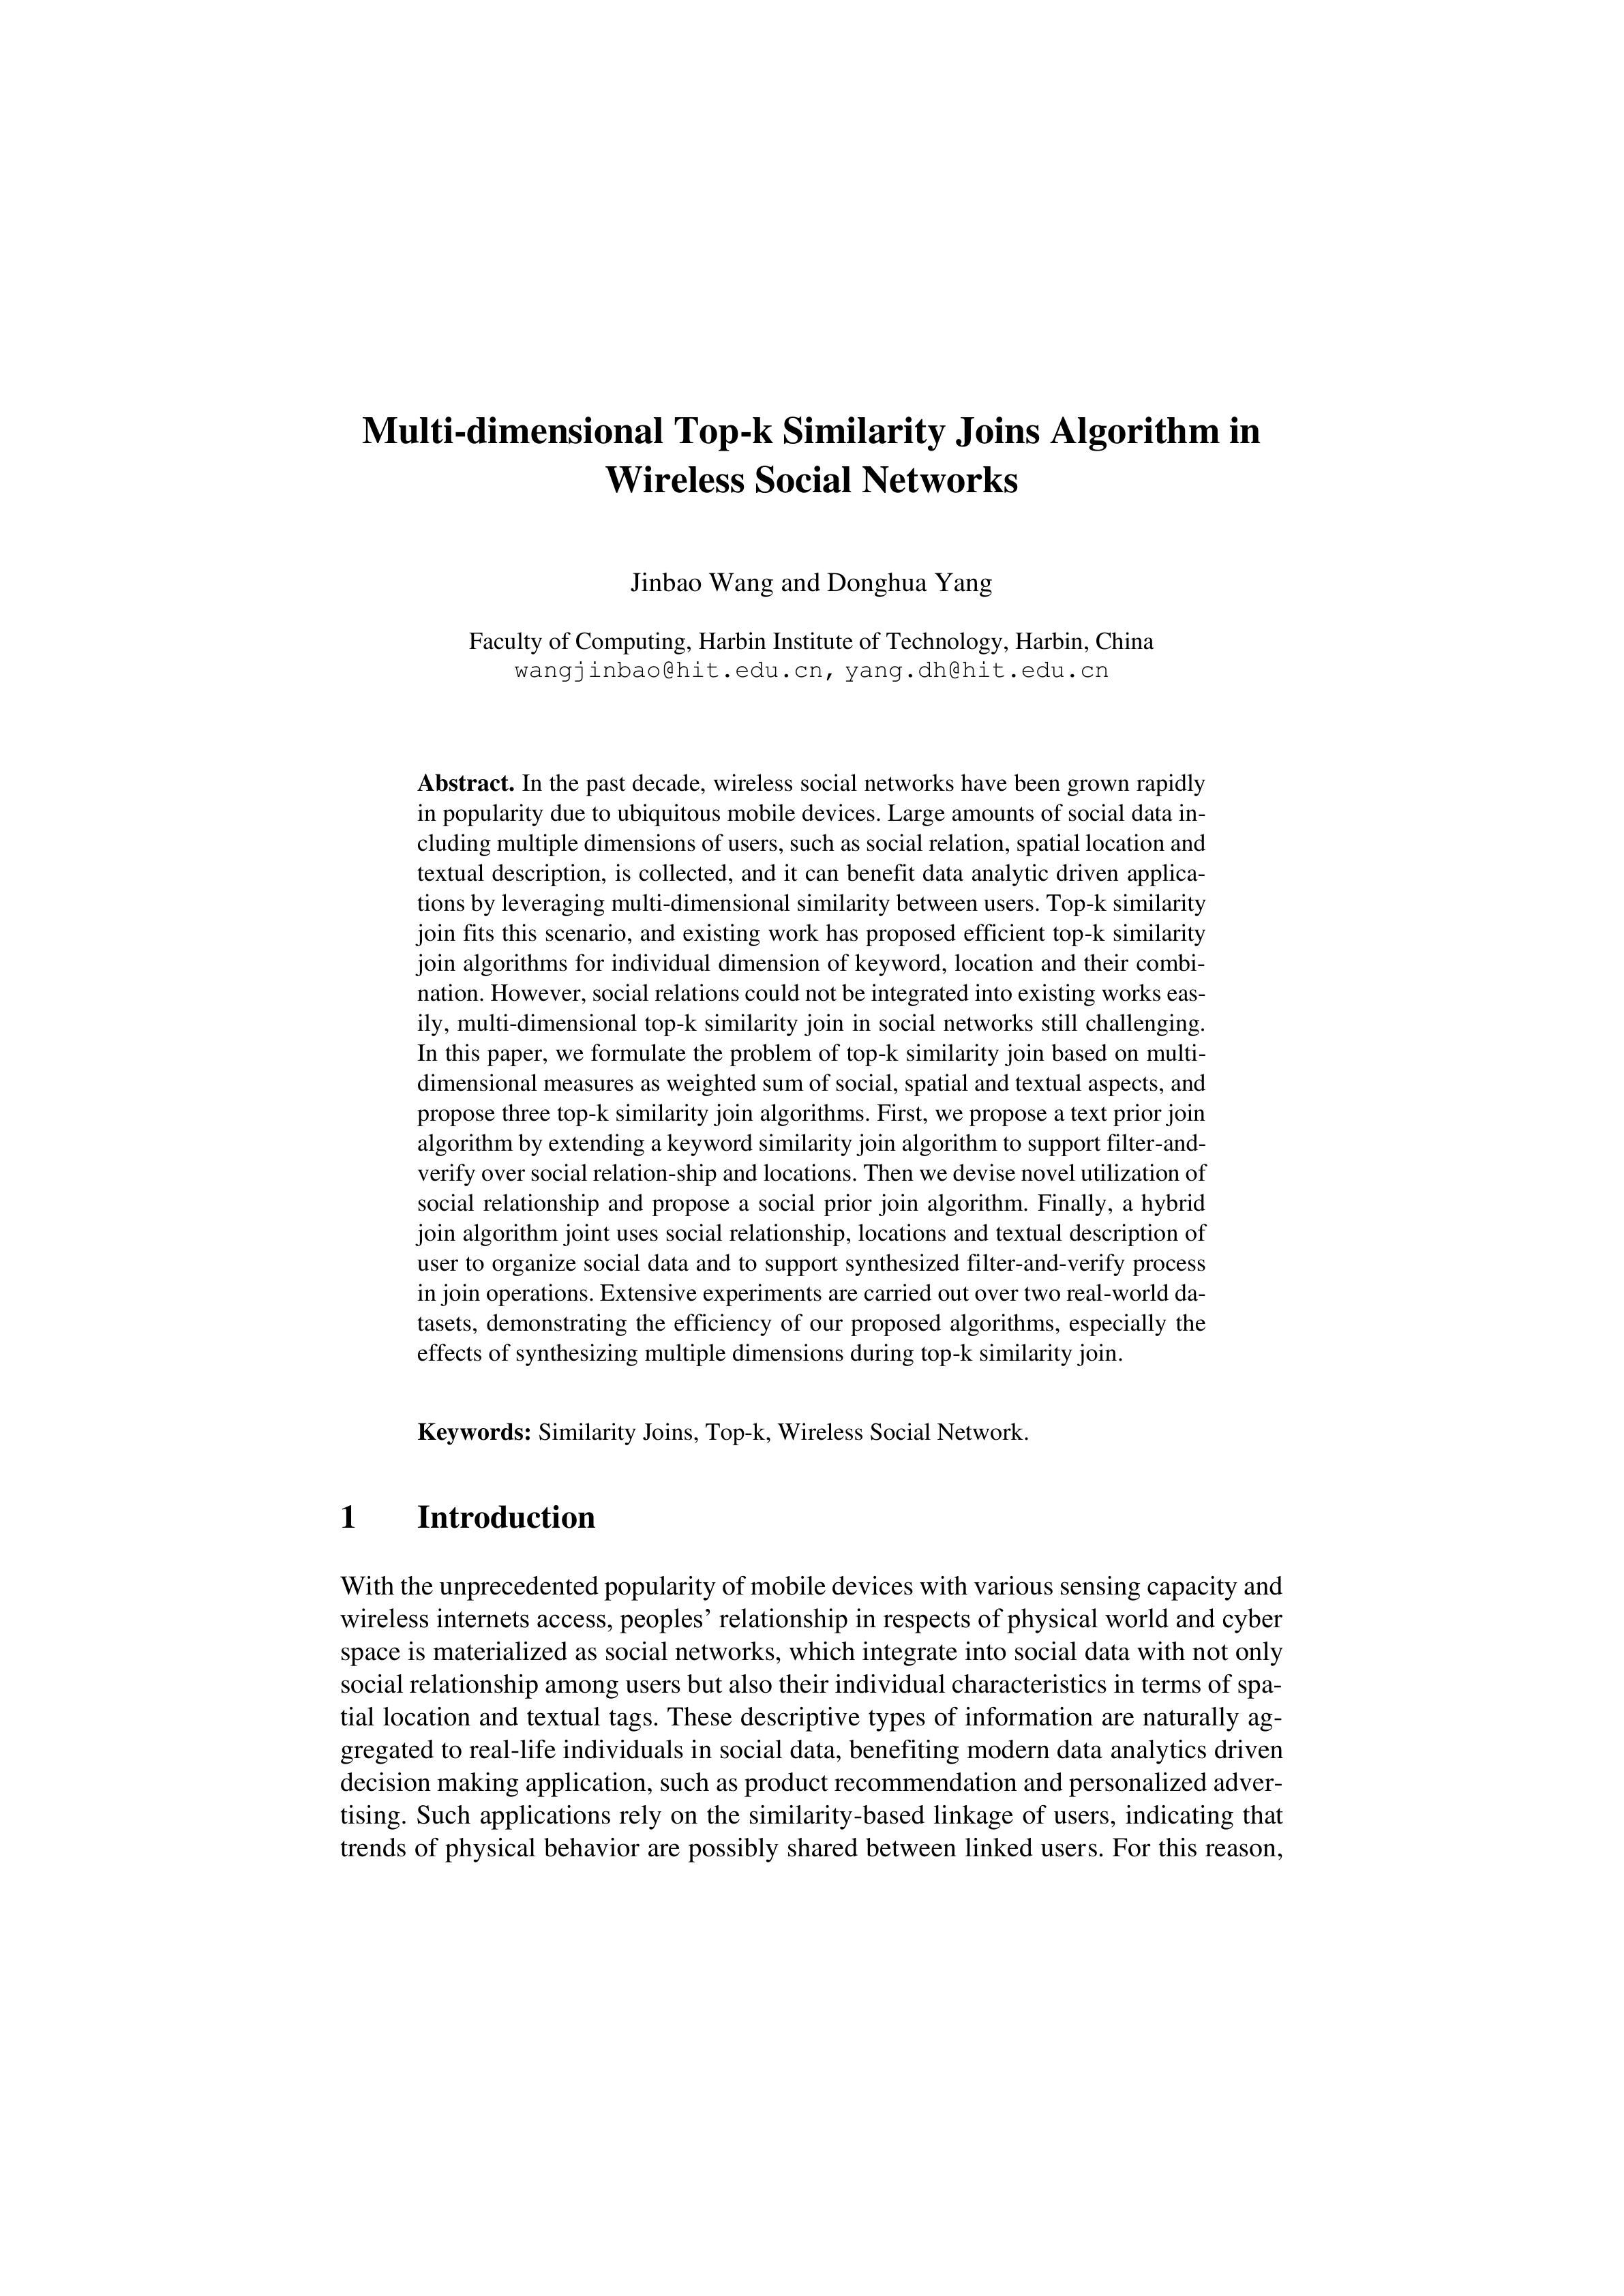 Multi-dimensional Top-k Similarity Joins Algorithm in
Wireless Social Networks
Jinbao Wang and Donghua Yang
Faculty of Computing, Harbin Institute of Technology, Harbin, China
wangjinbao@hit.edu.cn, yang.dh@hit.edu.cn
Abstract. In the past decade, wireless social networks have been grown rapidly
in popularity due to ubiquitous mobile devices. Large amounts of social data in-
cluding multiple dimensions of users, such as social relation, spatial location and
textual description, is collected, and it can benefit data analytic driven applica-
tions by leveraging multi-dimensional similarity between users. Top-k similarity
join fits this scenario, and existing work has proposed efficient top-k similarity
join algorithms for individual dimension of keyword, location and their combi-
nation. However, social relations could not be integrated into existing works eas-
ily, multi-dimensional top-k similarity join in social networks still challenging.
In this paper, we formulate the problem of top-k similarity join based on multi-
dimensional measures as weighted sum of social, spatial and textual aspects, and
propose three top-k similarity join algorithms. First, we propose a text prior join
algorithm by extending a keyword similarity join algorithm to support filter-and-
verify over social relation-ship and locations. Then we devise novel utilization of
social relationship and propose a social prior join algorithm. Finally, a hybrid
join algorithm joint uses social relationship, locations and textual description of
user to organize social data and to support synthesized filter-and-verify process
in join operations. Extensive experiments are carried out over two real-world da-
tasets, demonstrating the efficiency of our proposed algorithms, especially the
effects of synthesizing multiple dimensions during top-k similarity join.
Keywords: Similarity Joins, Top-k, Wireless Social Network.
1 Introduction
With the unprecedented popularity of mobile devices with various sensing capacity and
wireless internets access, peoples’ relationship in respects of physical world and cyber
space is materialized as social networks, which integrate into social data with not only
social relationship among users but also their individual characteristics in terms of spa-
tial location and textual tags. These descriptive types of information are naturally ag-
gregated to real-life individuals in social data, benefiting modern data analytics driven
decision making application, such as product recommendation and personalized adver-
tising. Such applications rely on the similarity-based linkage of users, indicating that
trends of physical behavior are possibly shared between linked users. For this reason,